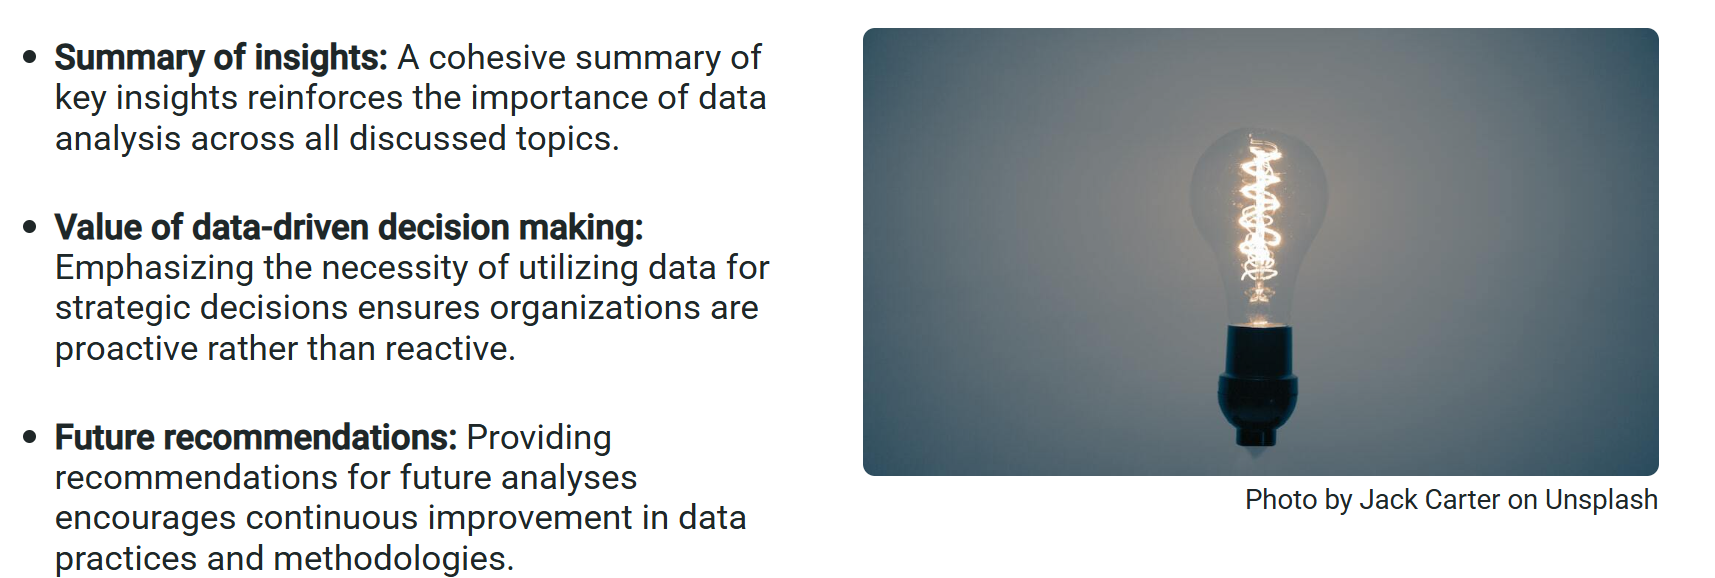 Summary of insights: A cohesive summary of
key insights reinforces the importance of data
analysis across all discussed topics.
Value of data-driven decision making:
Emphasizing the necessity of utilizing data for
strategic decisions ensures organizations are
proactive rather than reactive.
Future recommendations: Providing
recommendations for future analyses
encourages continuous improvement in data
practices and methodologies.
Photo by Jack Carter on Unsplash